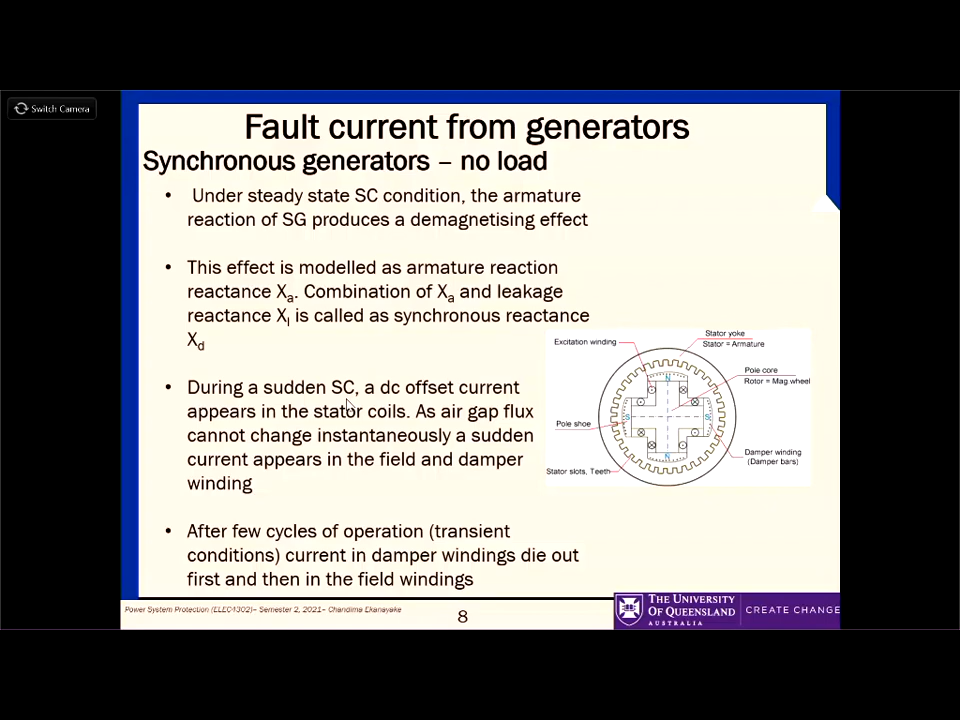 Switch Camera
Fault current from generators
Synchronous generators – no load
• Under steady state SC condition, the armature
reaction of SG produces a demagnetising effect
• This effect is modelled as armature reaction
reactance Xa. Combination of Xa and leakage
reactance Xl is called as synchronous reactance
Xd
• During a sudden SC, a dc offset current
appears in the stator coils. As air gap flux
cannot change instantaneously a sudden
current appears in the field and damper
winding
• After few cycles of operation (transient
conditions) current in damper windings die out
first and then in the field windings
Excitation winding
Stator yoke
Stator = Armature
Pole core
Rotor = Mag wheel
Pole shoe
Damper winding
(Damper bars)
Stator slots, Teeth
N
S
S
N
Power System Protection (ELEC4302)– Semester 2, 2021– Chandima Ekanayake
8
THE UNIVERSITY
OF QUEENSLAND
AUSTRALIA
CREATE CHANGE